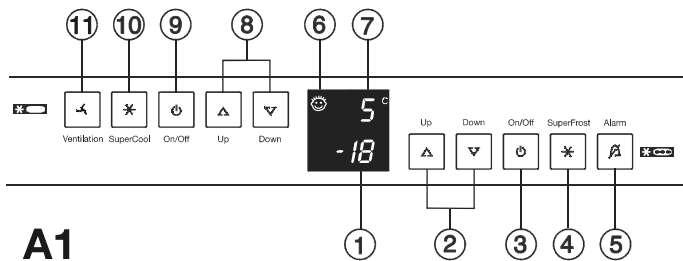 11 10 9 8 6 7
5 °C
Up Down On/Off SuperFrost Alarm
Ventilation SuperCool On/Off Up Down
-18
1 2 3 4 5
A1